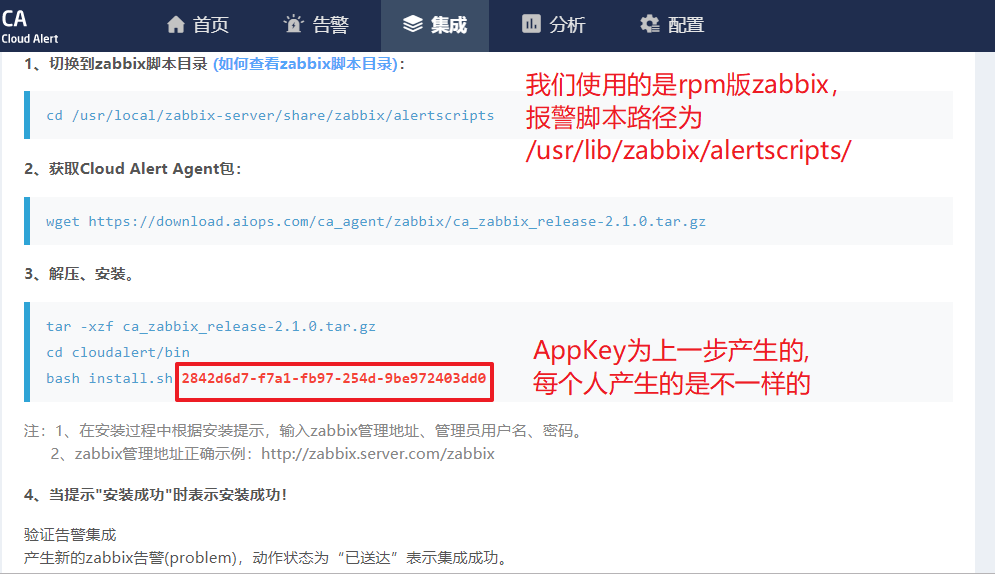 CA
Cloud Alert
首页
告警
集成
分析
配置
1、切换到zabbix脚本目录 (如何查看zabbix脚本目录)：
cd /usr/local/zabbix-server/share/zabbix/alertscripts
我们使用的是rpm版zabbix，
报警脚本路径为
/usr/lib/zabbix/alertscripts/
2、获取Cloud Alert Agent包：
wget https://download.aiops.com/ca_agent/zabbix/ca_zabbix_release-2.1.0.tar.gz
3、解压、安装。
tar -xzf ca_zabbix_release-2.1.0.tar.gz
cd cloudalert/bin
bash install.sh 2842d6d7-f7a1-fb97-254d-9be972403dd0
AppKey为上一步产生的,
每个人产生的是不一样的
注：1、在安装过程中根据安装提示，输入zabbix管理地址、管理员用户名、密码。
2、zabbix管理地址正确示例：http://zabbix.server.com/zabbix
4、当提示"安装成功"时表示安装成功！
验证告警集成
产生新的zabbix告警(problem)，动作状态为“已送达”表示集成成功。